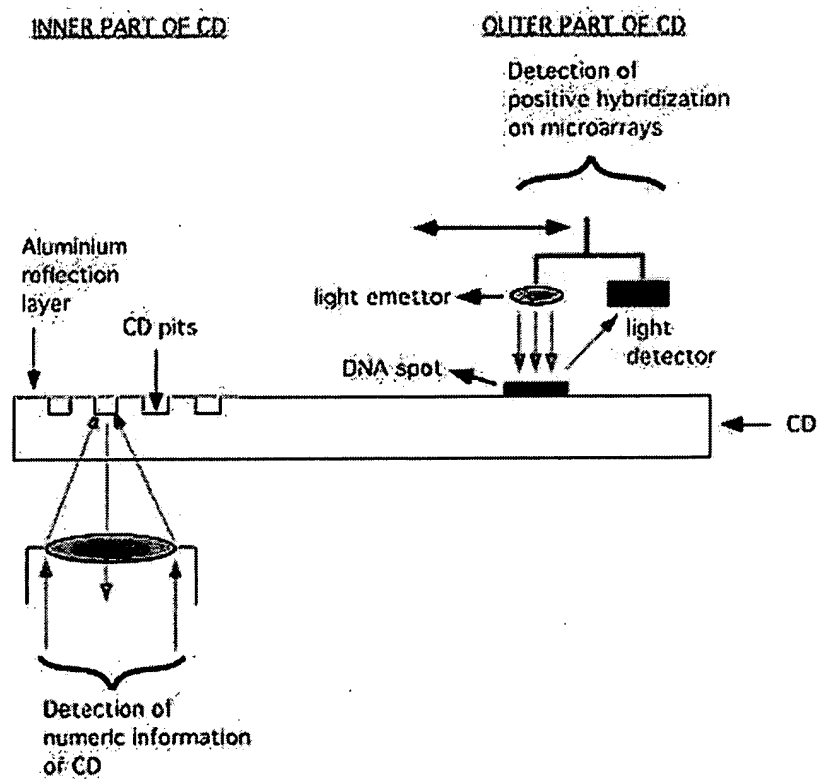 INNER PART OF CD
OUTER PART OF CD
Detection of
positive hybridization
on microarrays
Aluminium
reflection
layer
CD pits
light emettor
light
detector
DNA spot
CD
Detection of
numeric information
of CD